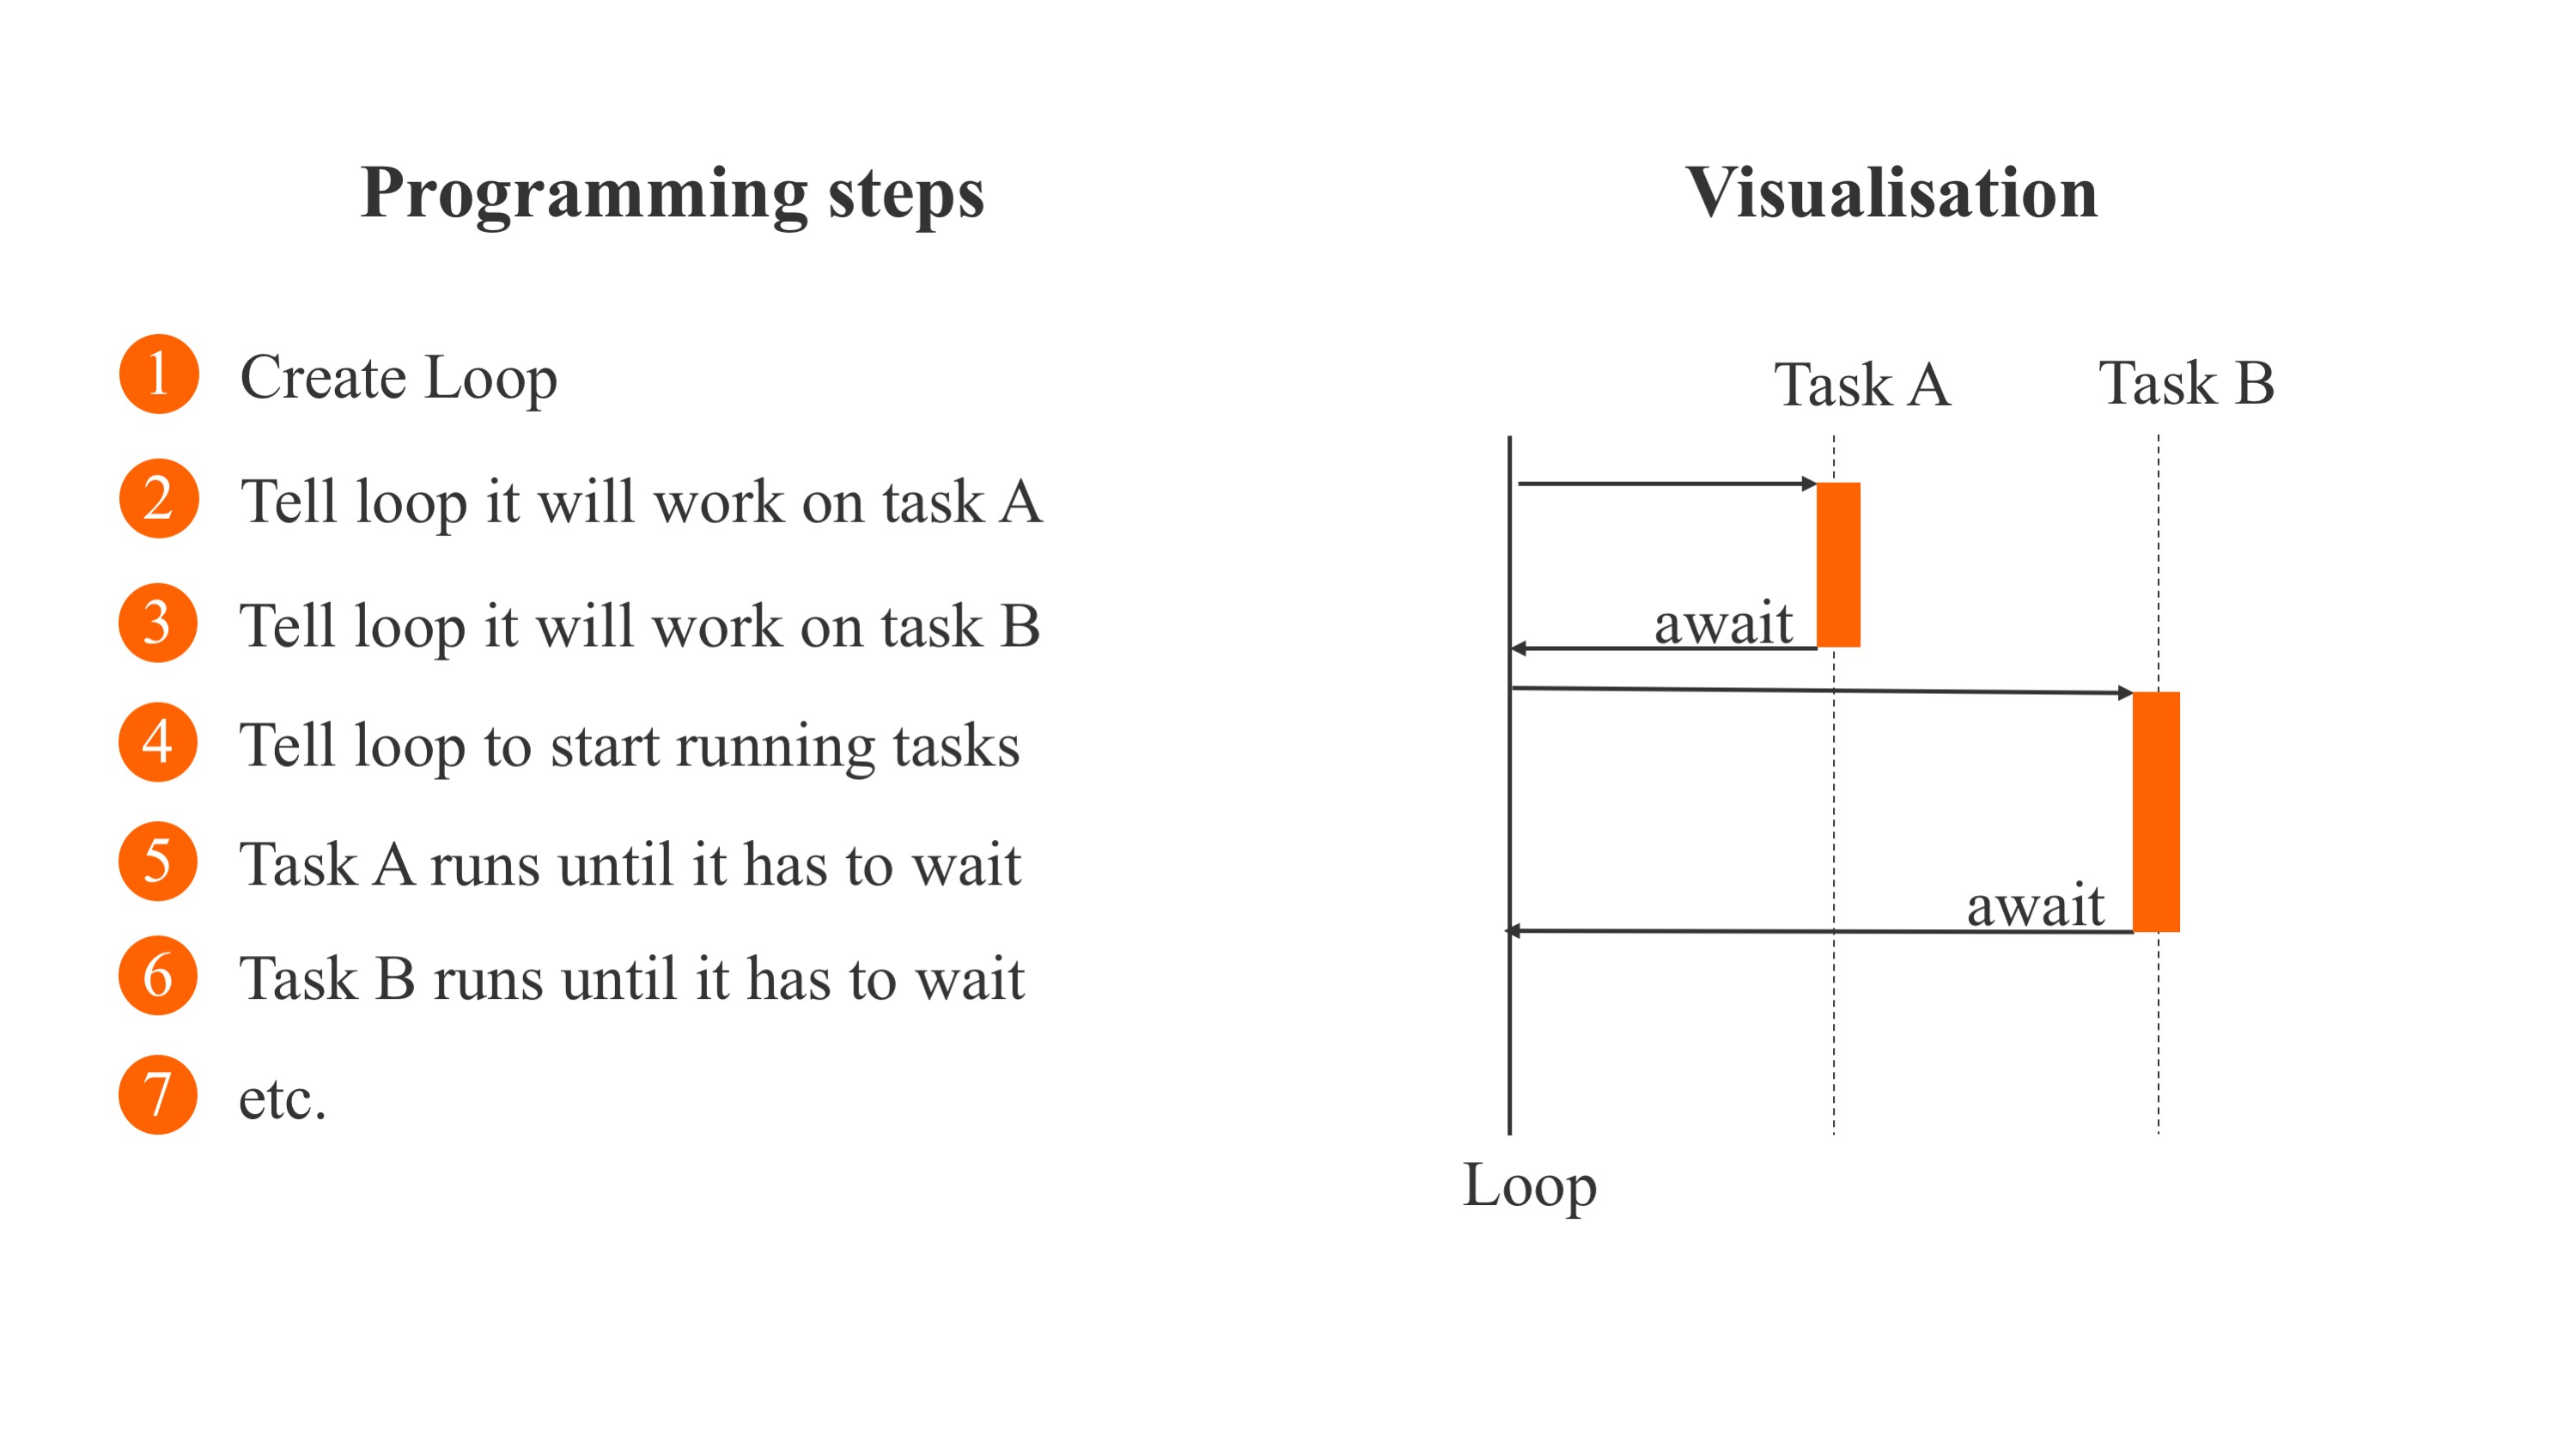 Programming steps
1 Create Loop
2 Tell loop it will work on task A
3 Tell loop it will work on task B
4 Tell loop to start running tasks
5 Task A runs until it has to wait
6 Task B runs until it has to wait
7 etc.
Visualisation
Task A Task B
await
await
Loop